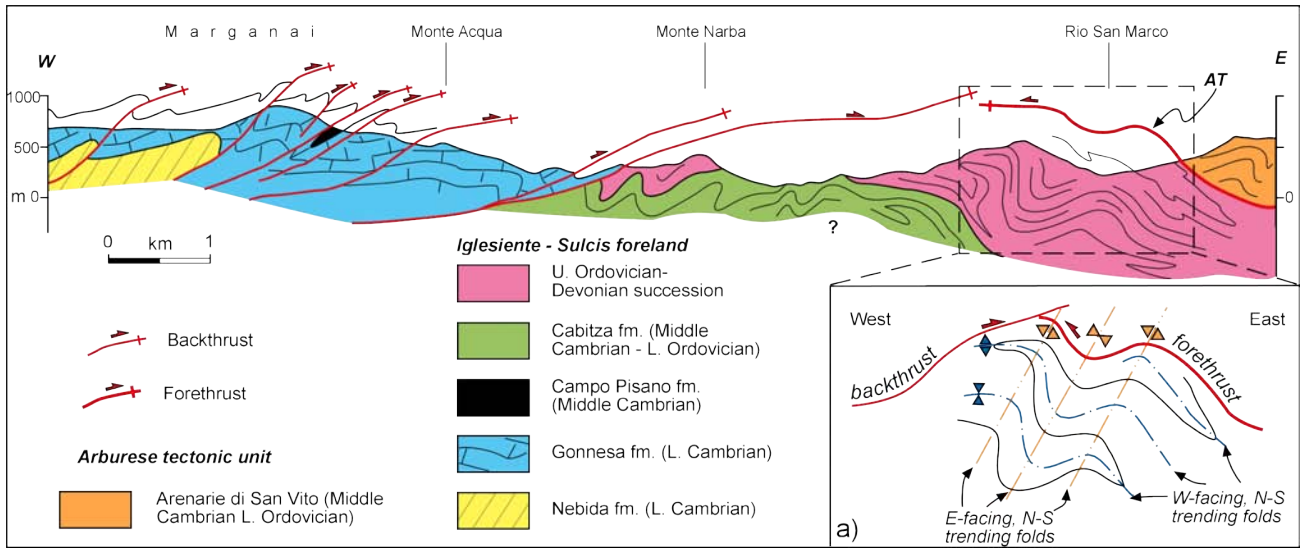 Marganai
Monte Acqua
Monte Narba
Rio San Marco
W
E
AT
1000
500
m 0
0
0 km 1
?
Iglesiente - Sulcis foreland
U. Ordovician-
Devonian succession
Cabitza fm. (Middle
Cambrian - L. Ordovician)
Campo Pisano fm.
(Middle Cambrian)
Gonnesa fm. (L. Cambrian)
Nebida fm. (L. Cambrian)
Backthrust
Forethrust
Arburese tectonic unit
Arenarie di San Vito (Middle
Cambrian L. Ordovician)
West
East
backthrust
forethrust
E-facing, N-S
trending folds
W-facing, N-S
trending folds
a)